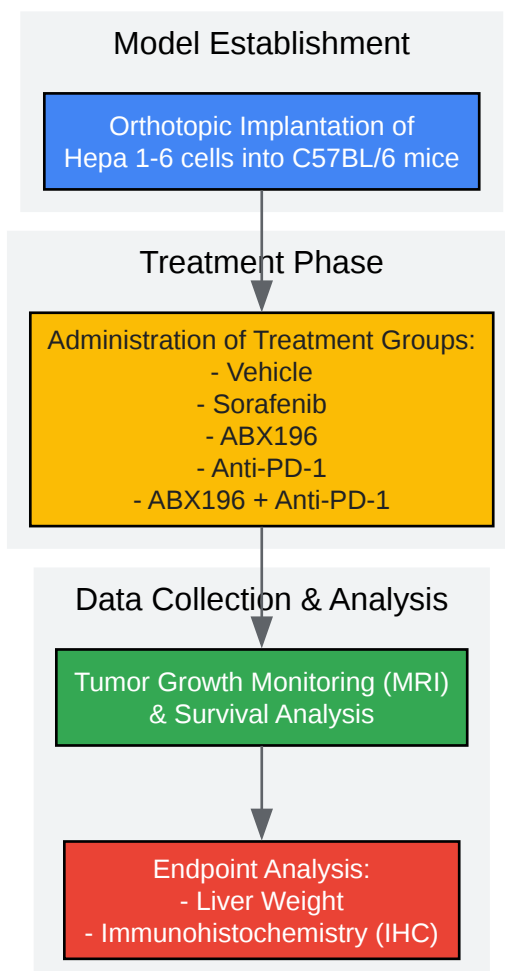 Model Establishment
Orthotopic Implantation of
Hepa 1-6 cells into C57BL/6 mice
Treatment Phase
Administration of Treatment Groups:
- Vehicle
- Sorafenib
- ABX196
- Anti-PD-1
- ABX196 + Anti-PD-1
Data Collection & Analysis
Tumor Growth Monitoring (MRI)
& Survival Analysis
Endpoint Analysis:
- Liver Weight
- Immunohistochemistry (IHC)